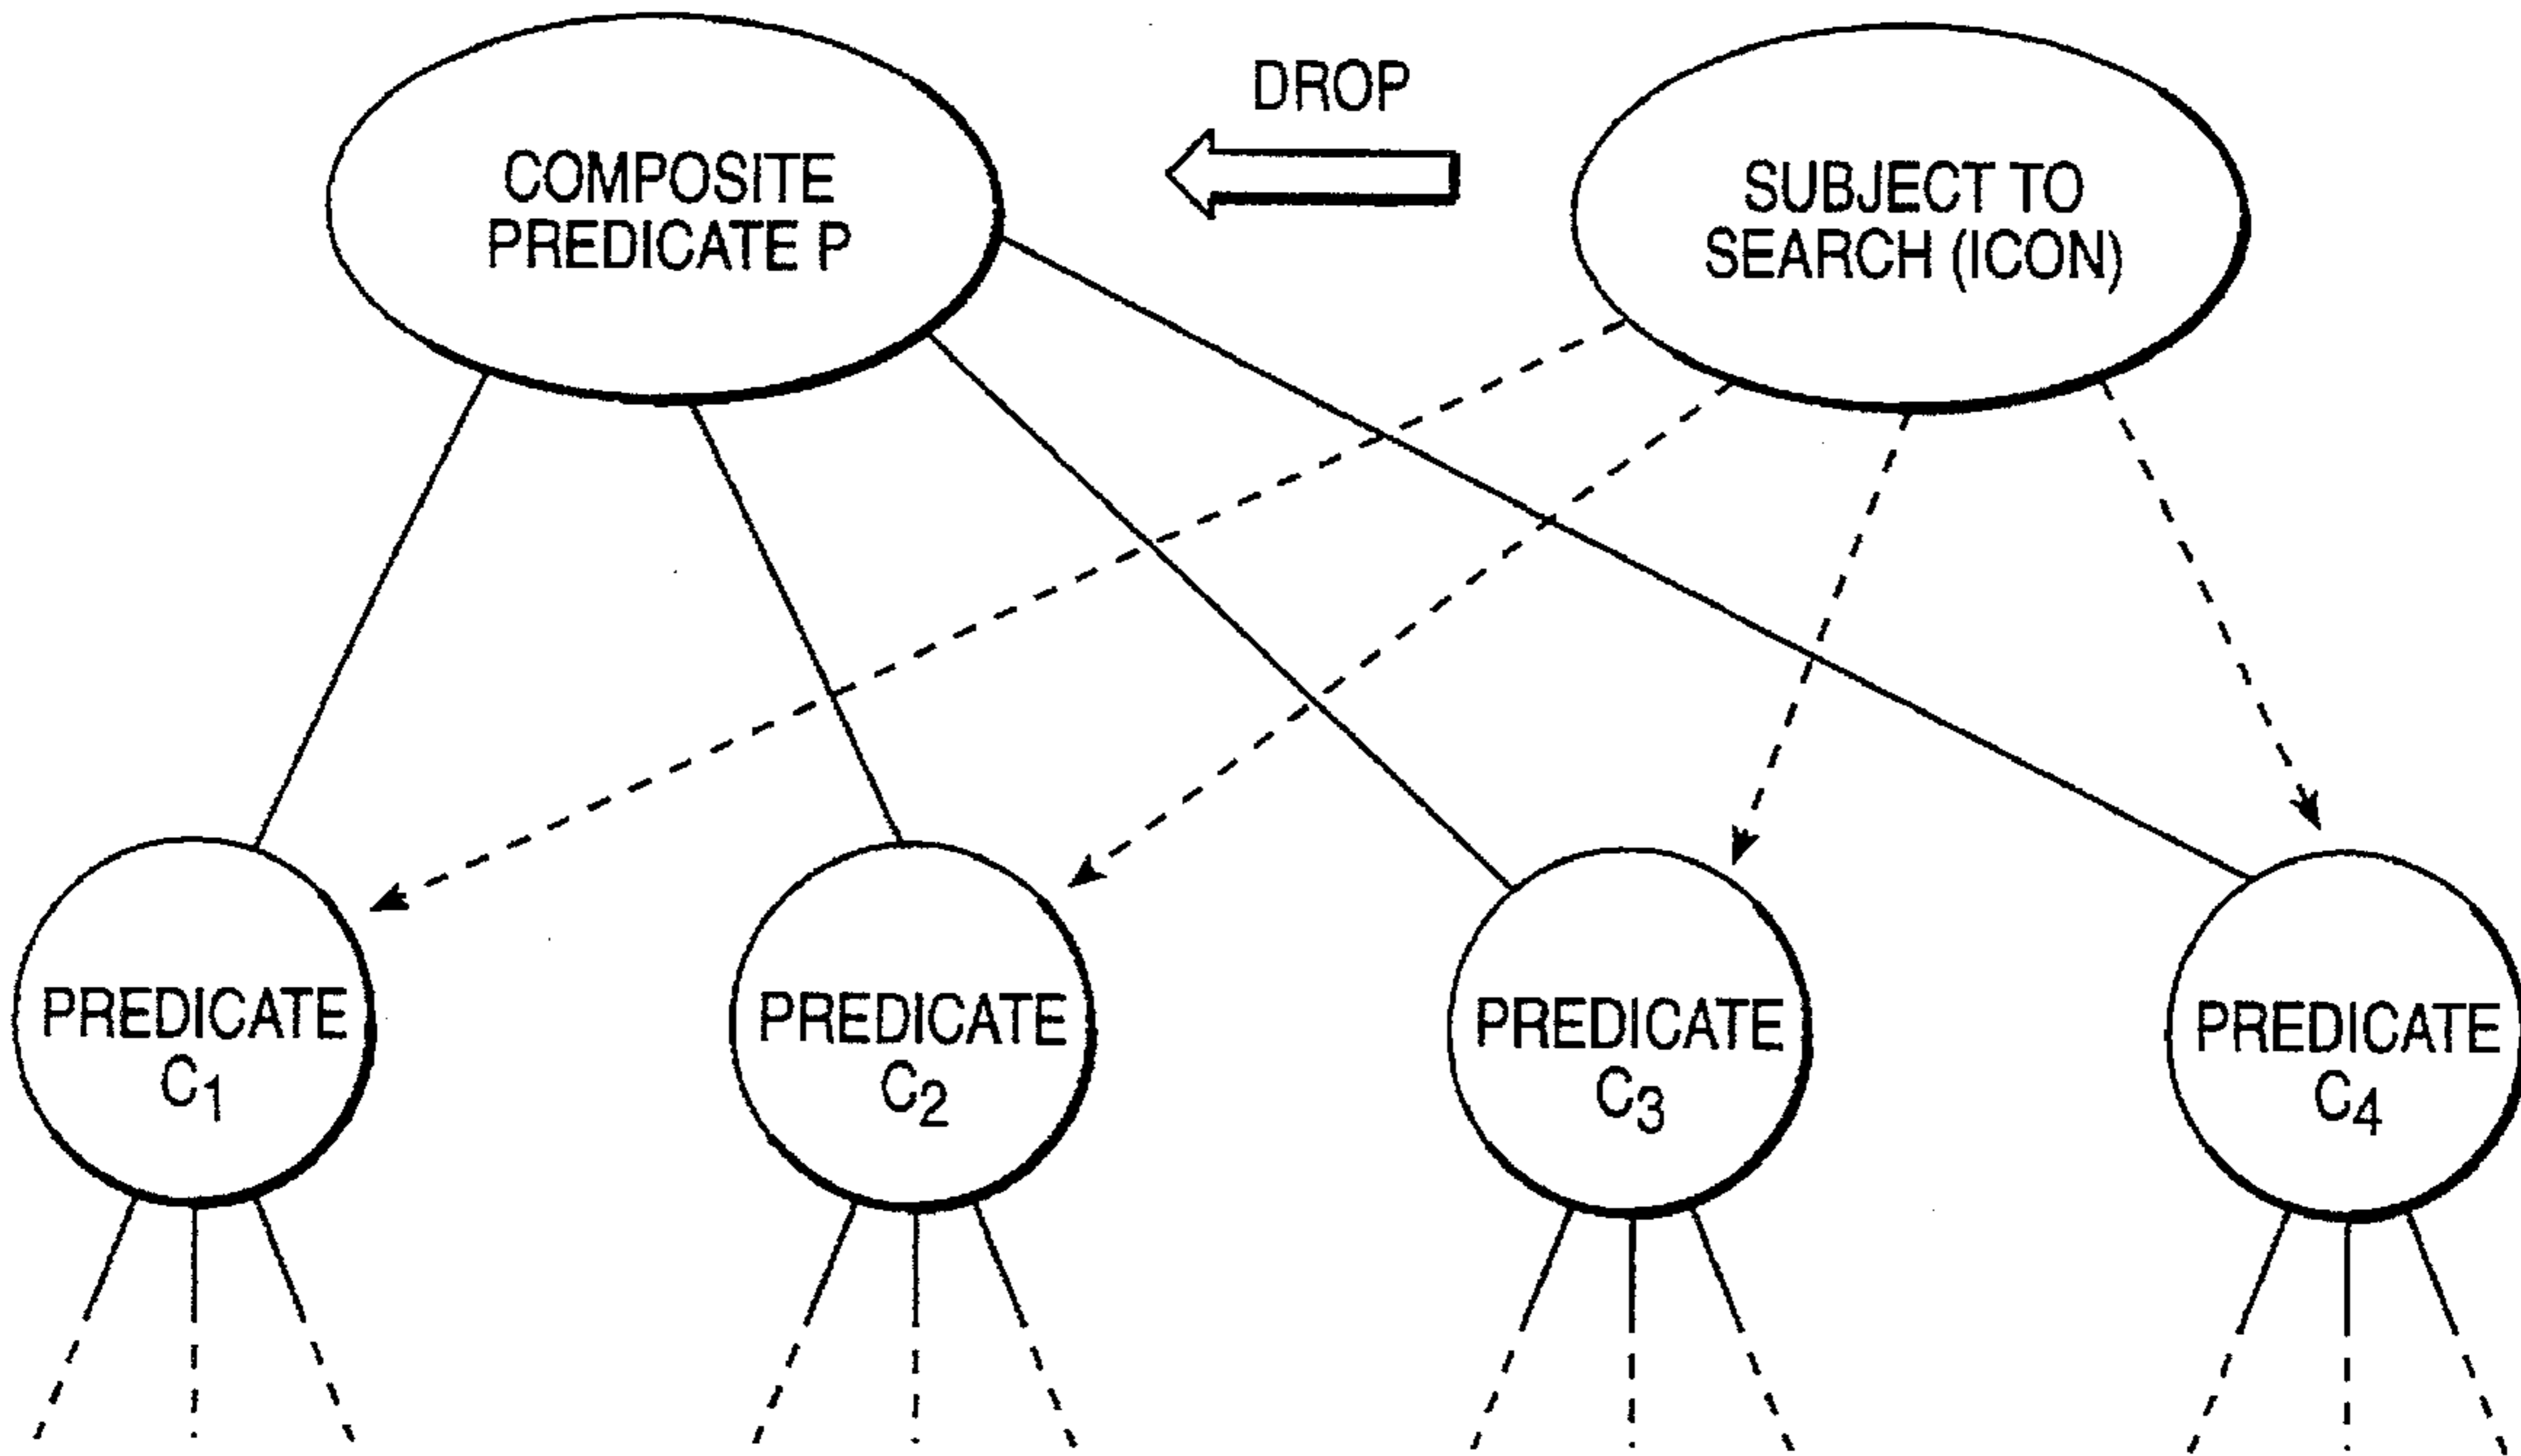 COMPOSITE
PREDICATE P
DROP
SUBJECT TO
SEARCH (ICON)
PREDICATE
C1
PREDICATE
C2
PREDICATE
C3
PREDICATE
C4